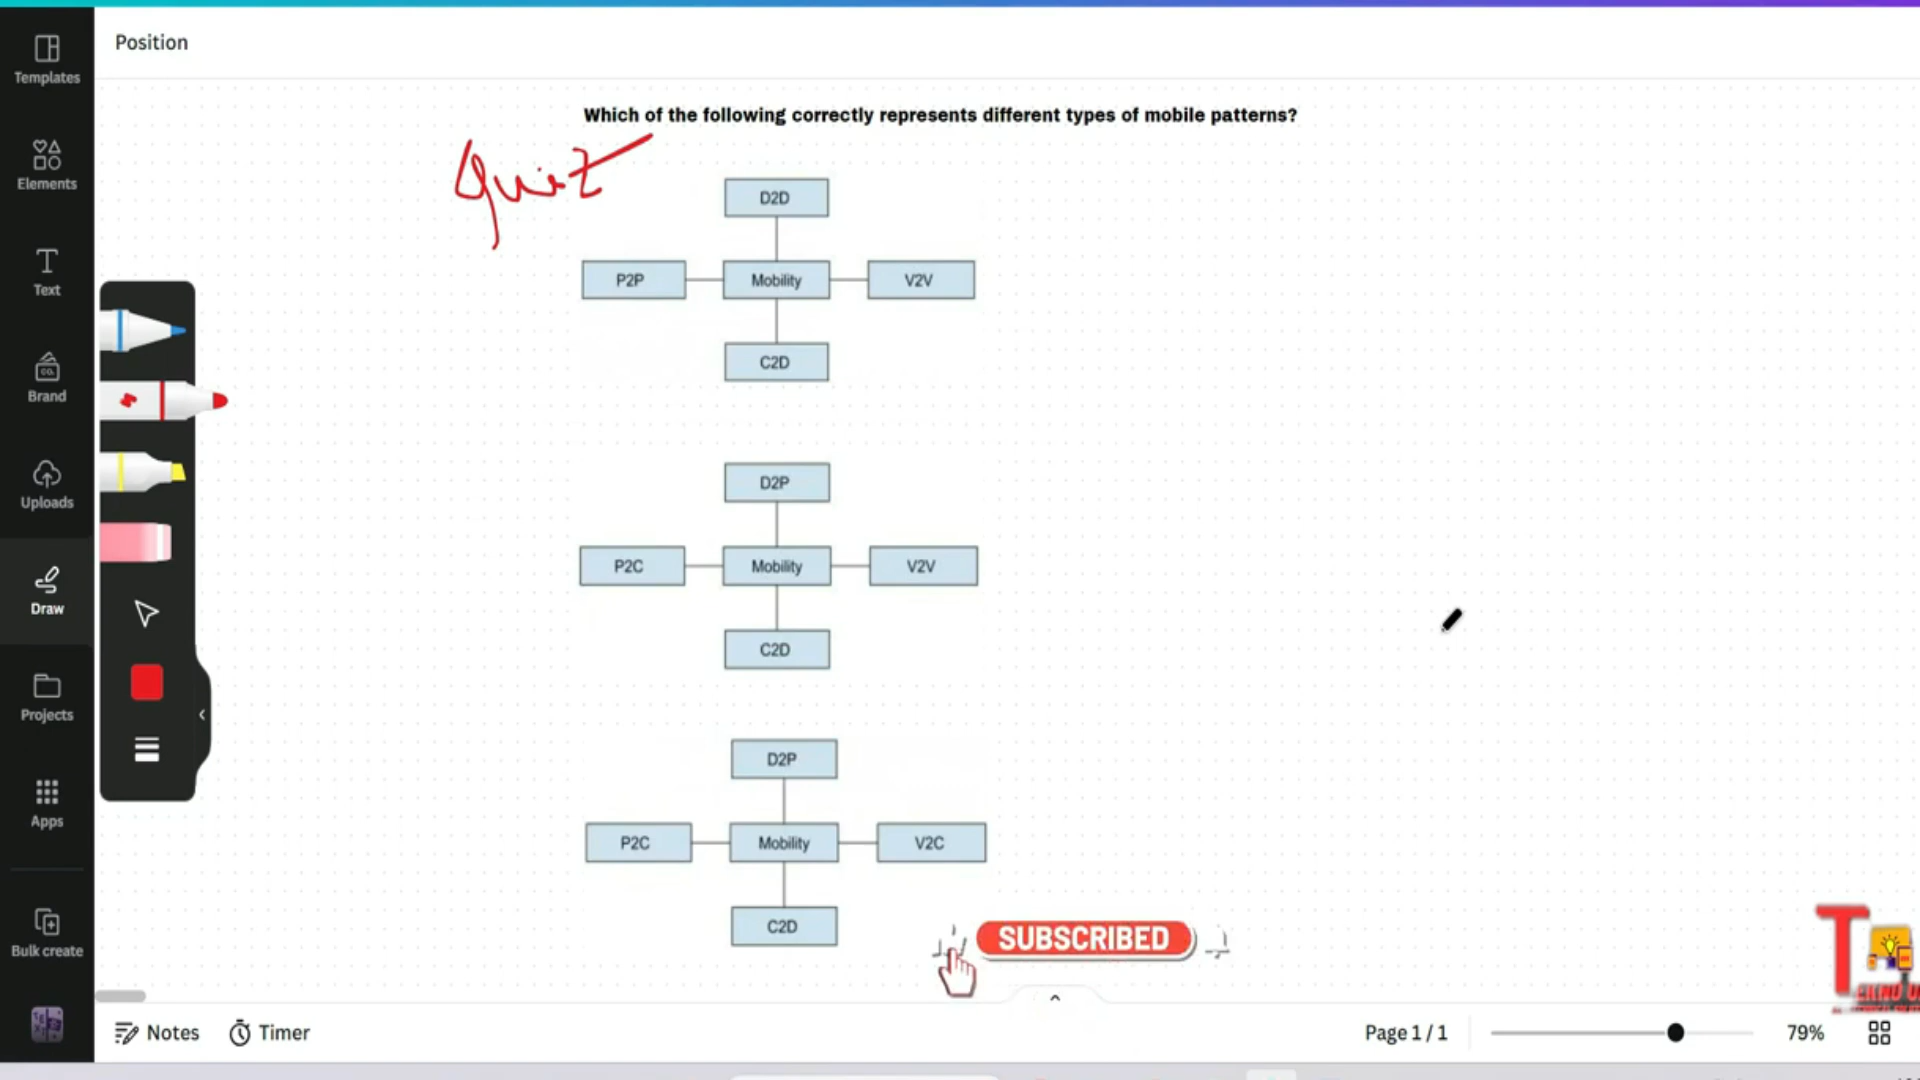 Position
Templates
Which of the following correctly represents different types of mobile patterns?
Quiz
Elements
D2D
P2P Mobility V2V
Text
C2D
Brand
D2P
Uploads
P2C Mobility V2V
Draw
C2D
Projects
D2P
Apps
P2C Mobility V2C
C2D
SUBSCRIBED
Bulk create
Notes Timer Page 1 / 1 79%